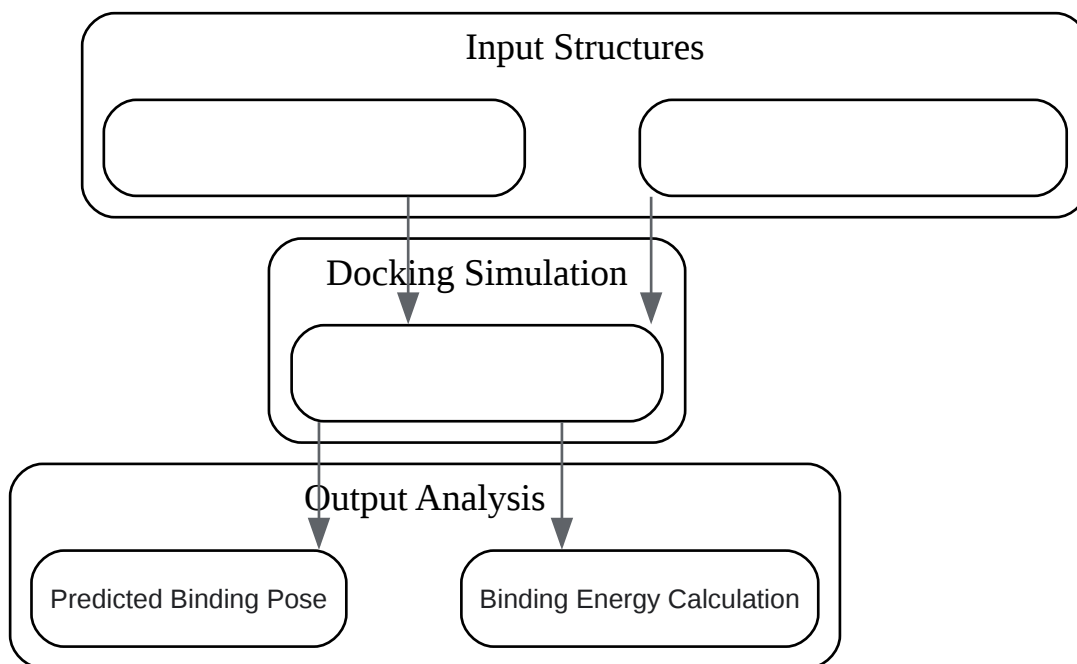 Input Structures
Docking Simulation
Output Analysis
Predicted Binding Pose
Binding Energy Calculation